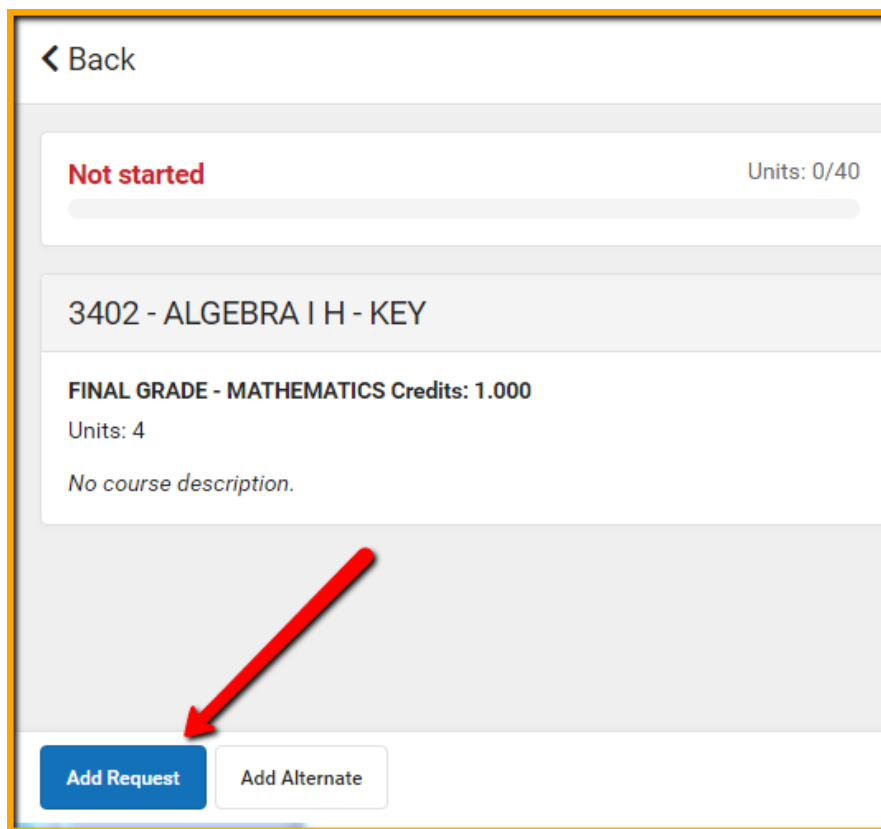 Back
Not started Units: 0/40
3402 - ALGEBRA I H - KEY
FINAL GRADE - MATHEMATICS Credits: 1.000
Units: 4
No course description.
Add Request Add Alternate